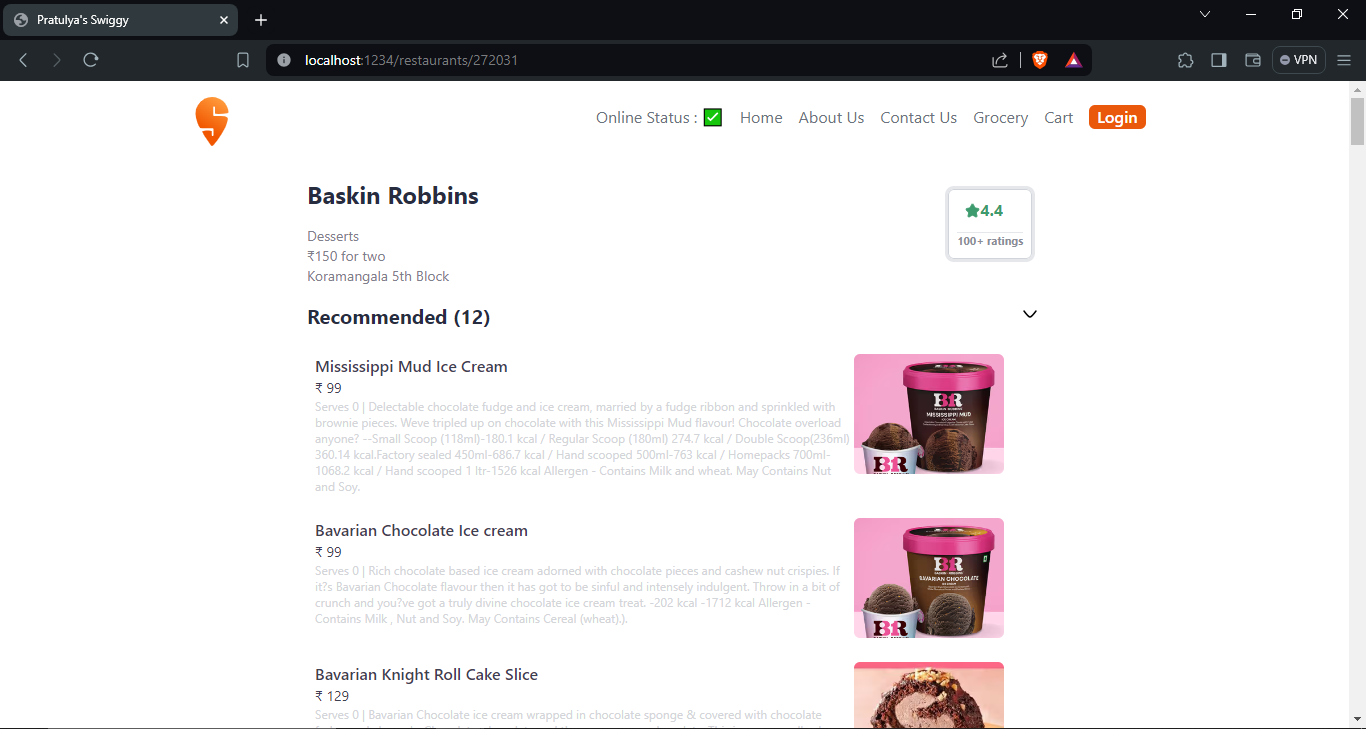 Pratulya's Swiggy
localhost:1234/restaurants/272031
VPN
Online Status : ✅ Home About Us Contact Us Grocery Cart Login
Baskin Robbins
4.4
100+ ratings
Desserts
₹150 for two
Koramangala 5th Block
Recommended (12)
Mississippi Mud Ice Cream
₹ 99
Serves 0 | Delectable chocolate fudge and ice cream, married by a fudge ribbon and sprinkled with
brownie pieces. Weve tripled up on chocolate with this Mississippi Mud flavour! Chocolate overload
anyone? --Small Scoop (118ml)-180.1 kcal / Regular Scoop (180ml) 274.7 kcal / Double Scoop(236ml)
360.14 kcal.Factory sealed 450ml-686.7 kcal / Hand scooped 500ml-763 kcal / Homepacks 700ml-
1068.2 kcal / Hand scooped 1 ltr-1526 kcal Allergen - Contains Milk and wheat. May Contains Nut
and Soy.
BR
MISSISSIPPI MUD
BR
Bavarian Chocolate Ice cream
₹ 99
Serves 0 | Rich chocolate based ice cream adorned with chocolate pieces and cashew nut crispies. If
it?s Bavarian Chocolate flavour then it has got to be sinful and intensely indulgent. Throw in a bit of
crunch and you?ve got a truly divine chocolate ice cream treat. -202 kcal -1712 kcal Allergen -
Contains Milk , Nut and Soy. May Contains Cereal (wheat).).
BR
BAVARIAN CHOCOLATE
BR
Bavarian Knight Roll Cake Slice
₹ 129
Serves 0 | Bavarian Chocolate ice cream wrapped in chocolate sponge & covered with chocolate